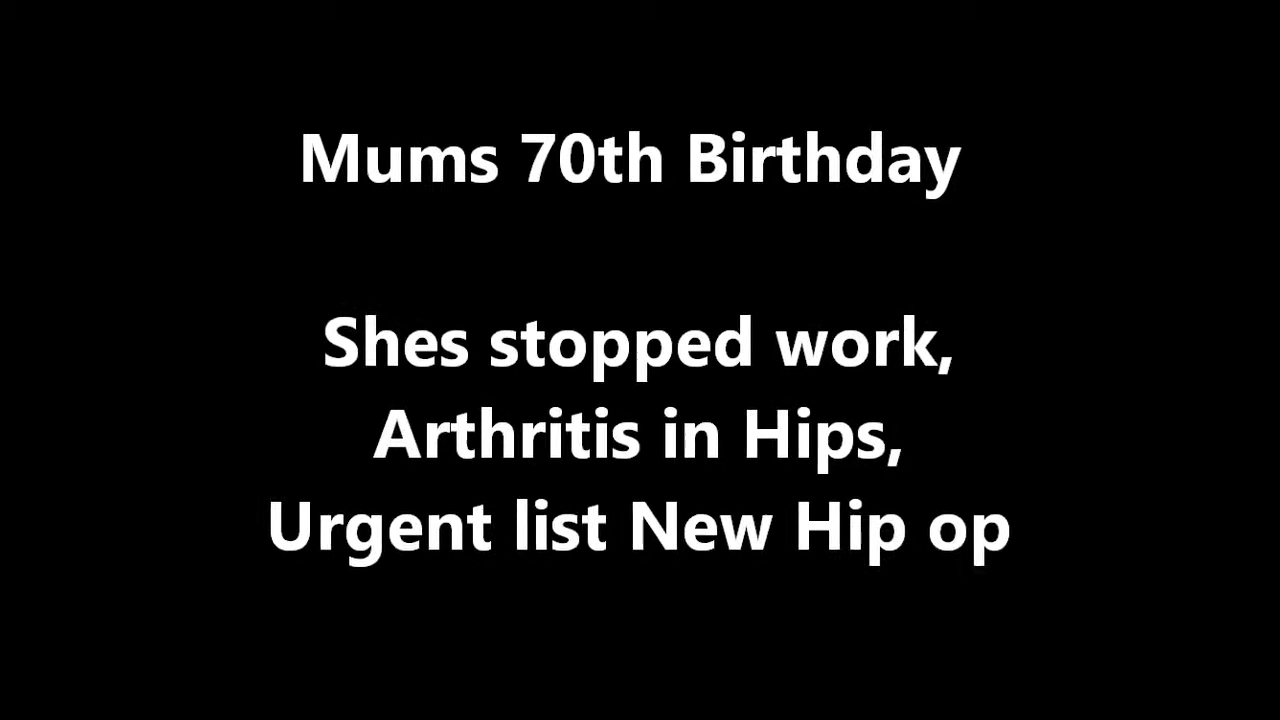 Mums 70th Birthday
Shes stopped work,
Arthritis in Hips,
Urgent list New Hip op